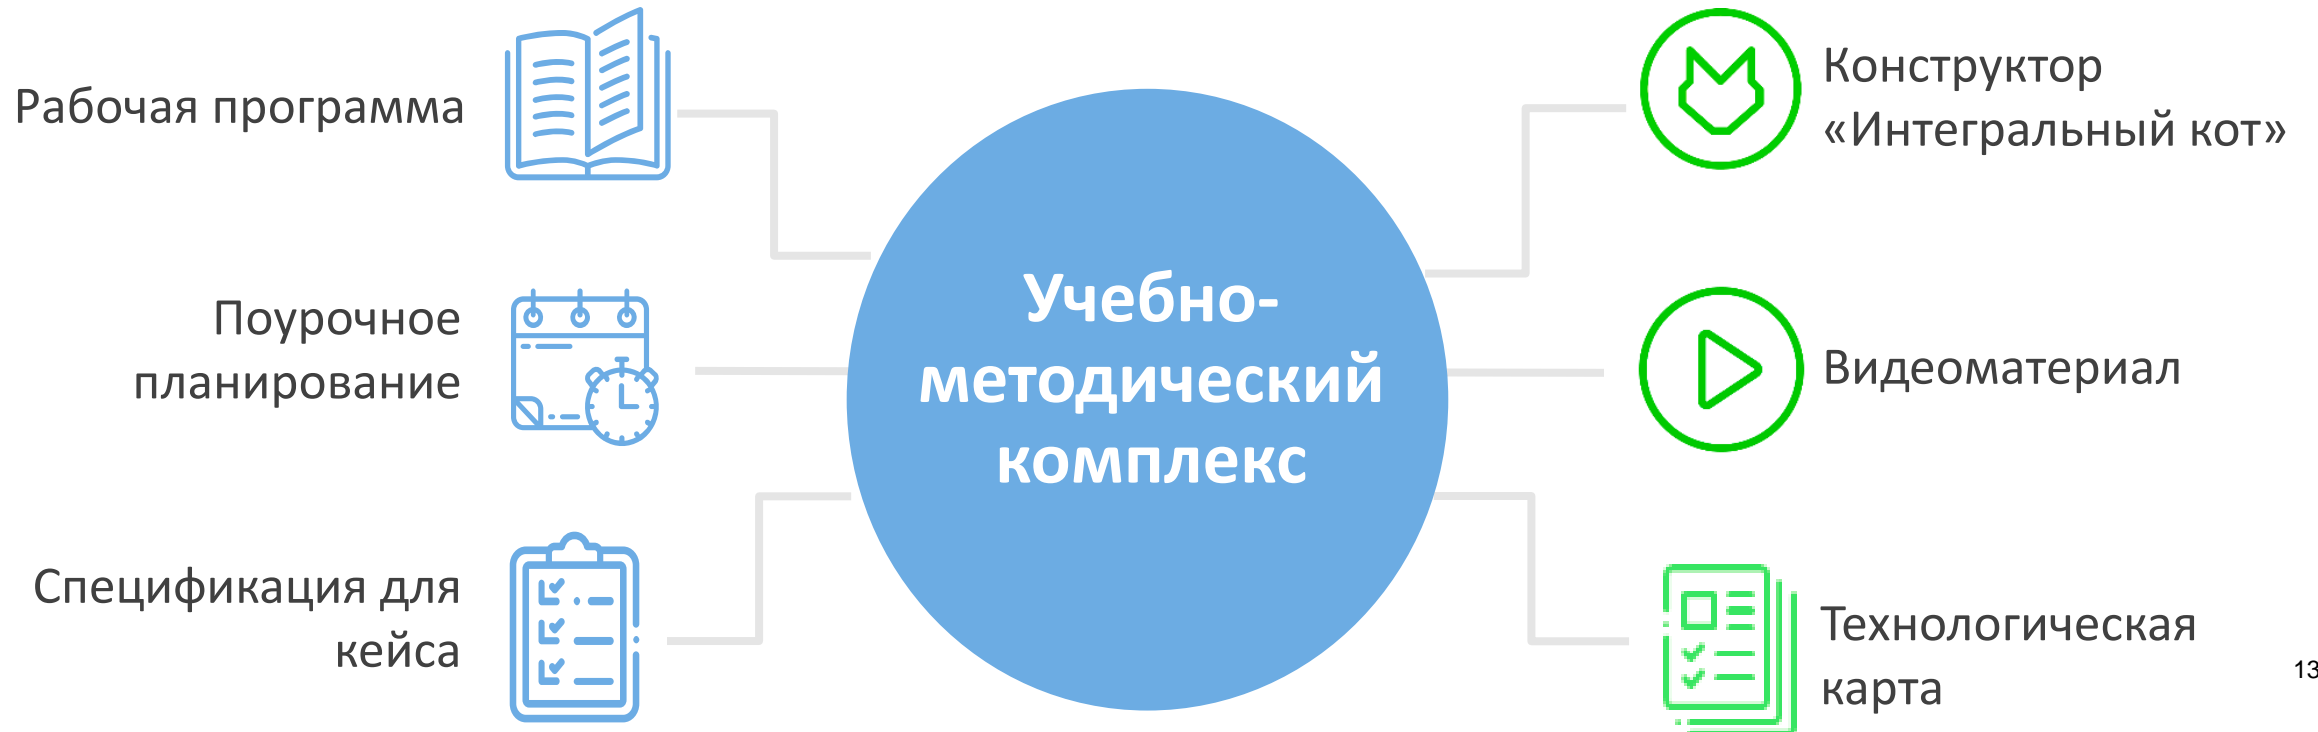 Рабочая программа
Поурочное
планирование
Спецификация для
кейса
Учебно-
методический
комплекс
Конструктор
«Интегральный кот»
Видеоматериал
Технологическая
карта
13